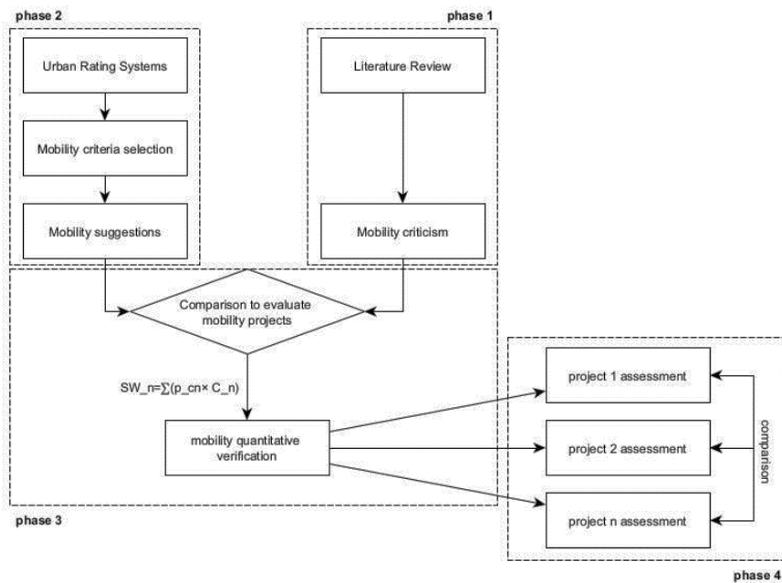 phase 2
phase 1
Urban Rating Systems
Literature Review
Mobility criteria selection
Mobility suggestions
Mobility criticism
Comparison to evaluate
mobility projects
SW_n=∑(p_cn× C_n)
mobility quantitative
verification
project 1 assessment
project 2 assessment
project n assessment
comparison
phase 3
phase 4